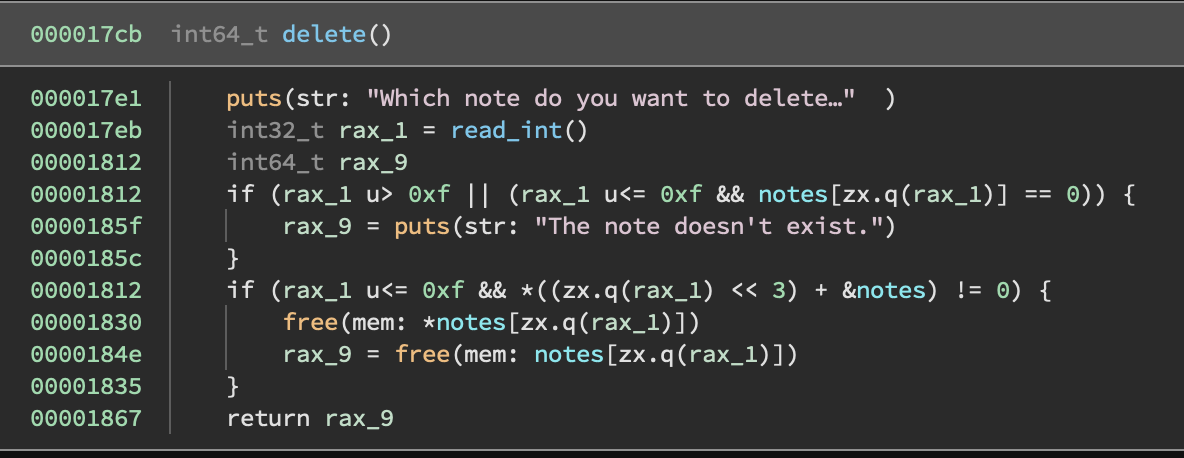 000017cb int64_t delete()
000017e1 puts(str: "Which note do you want to delete…" )
000017eb int32_t rax_1 = read_int()
00001812 int64_t rax_9
00001812 if (rax_1 u> 0xf || (rax_1 u<= 0xf && notes[zx.q(rax_1)] == 0)) {
0000185f rax_9 = puts(str: "The note doesn't exist.")
0000185c }
00001812 if (rax_1 u<= 0xf && *((zx.q(rax_1) << 3) + &notes) != 0) {
00001830 free(mem: *notes[zx.q(rax_1)])
0000184e rax_9 = free(mem: notes[zx.q(rax_1)])
00001835 }
00001867 return rax_9